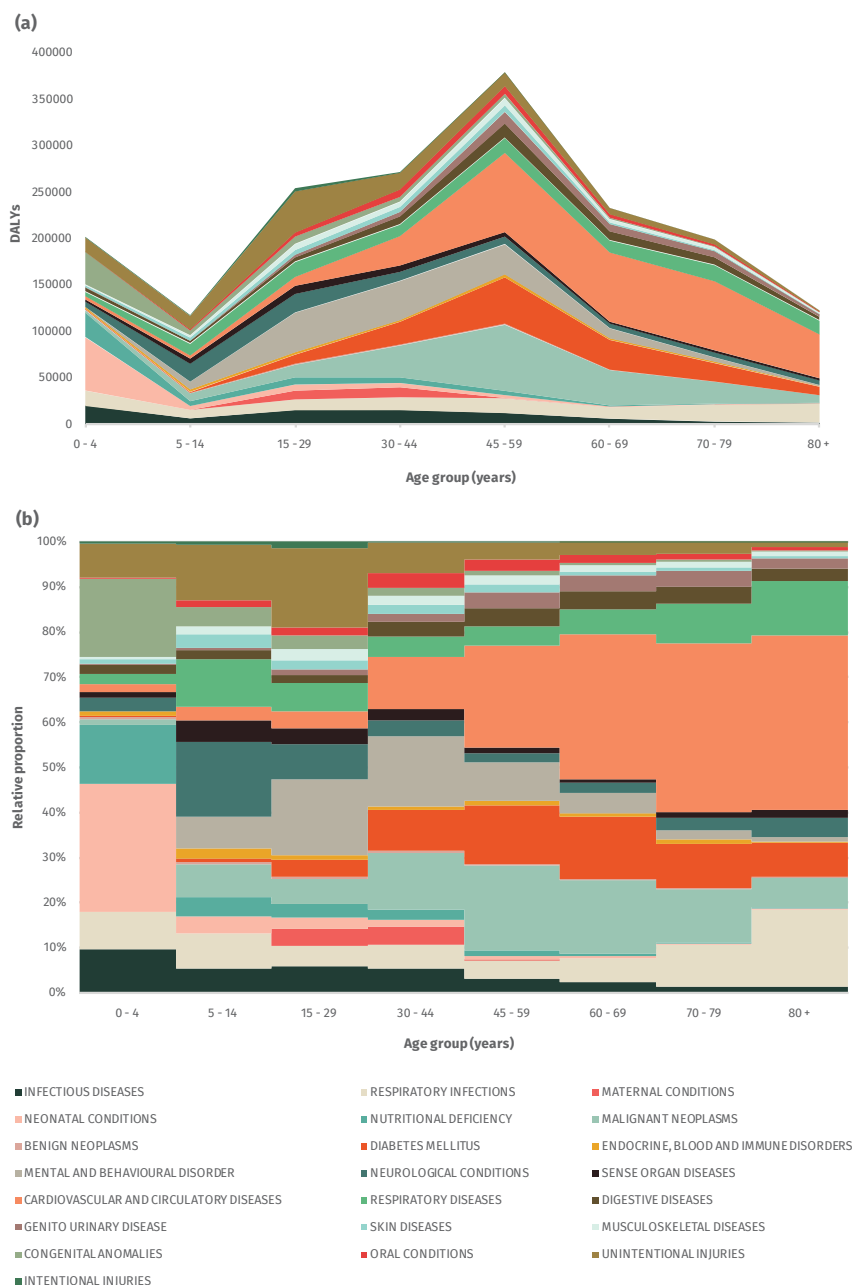 (a)
400000
350000
300000
250000
200000
150000
100000
50000
0
DALYs
0 - 4 5 - 14 15 - 29 30 - 44 45 - 59 60 - 69 70 - 79 80 +
Age group (years)
(b)
100%
90%
80%
70%
60%
50%
40%
30%
20%
10%
0%
Relative proportion
0 - 4 5 - 14 15 - 29 30 - 44 45 - 59 60 - 69 70 - 79 80 +
Age group (years)
INFECTIOUS DISEASES RESPIRATORY INFECTIONS MATERNAL CONDITIONS
NEONATAL CONDITIONS NUTRITIONAL DEFICIENCY MALIGNANT NEOPLASMS
BENIGN NEOPLASMS DIABETES MELLITUS ENDOCRINE, BLOOD AND IMMUNE DISORDERS
MENTAL AND BEHAVIOURAL DISORDER NEUROLOGICAL CONDITIONS SENSE ORGAN DISEASES
CARDIOVASCULAR AND CIRCULATORY DISEASES RESPIRATORY DISEASES DIGESTIVE DISEASES
GENITO URINARY DISEASE SKIN DISEASES MUSCULOSKELETAL DISEASES
CONGENITAL ANOMALIES ORAL CONDITIONS UNINTENTIONAL INJURIES
INTENTIONAL INJURIES